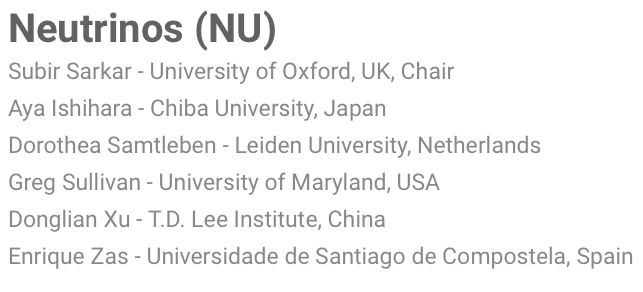 Neutrinos (NU)
Subir Sarkar - University of Oxford, UK, Chair
Aya Ishihara - Chiba University, Japan
Dorothea Samtleben - Leiden University, Netherlands
Greg Sullivan - University of Maryland, USA
Donglian Xu - T.D. Lee Institute, China
Enrique Zas - Universidade de Santiago de Compostela, Spain